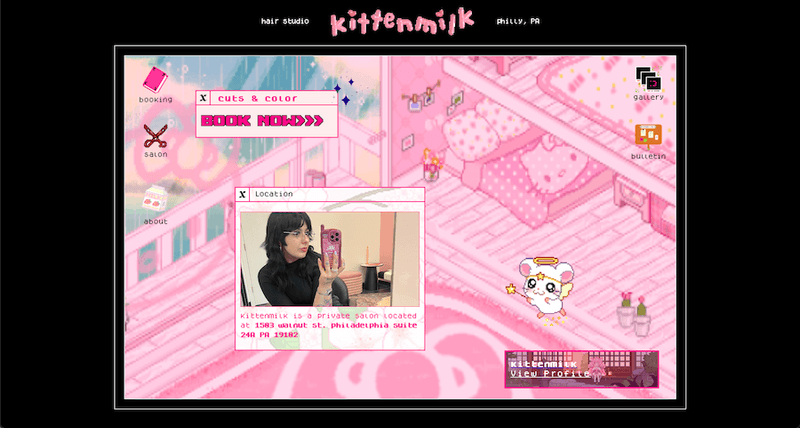 hair studio
kittenmilk
philly, PA
booking
salon
about
X
cuts & color
BOOK NOW>>>
X
Location
Kittenmilk is a private salon located
at 1503 walnut st. philadelphia suite
24A PA 19102
gallery
bulletin
kittenmilk
View Profile